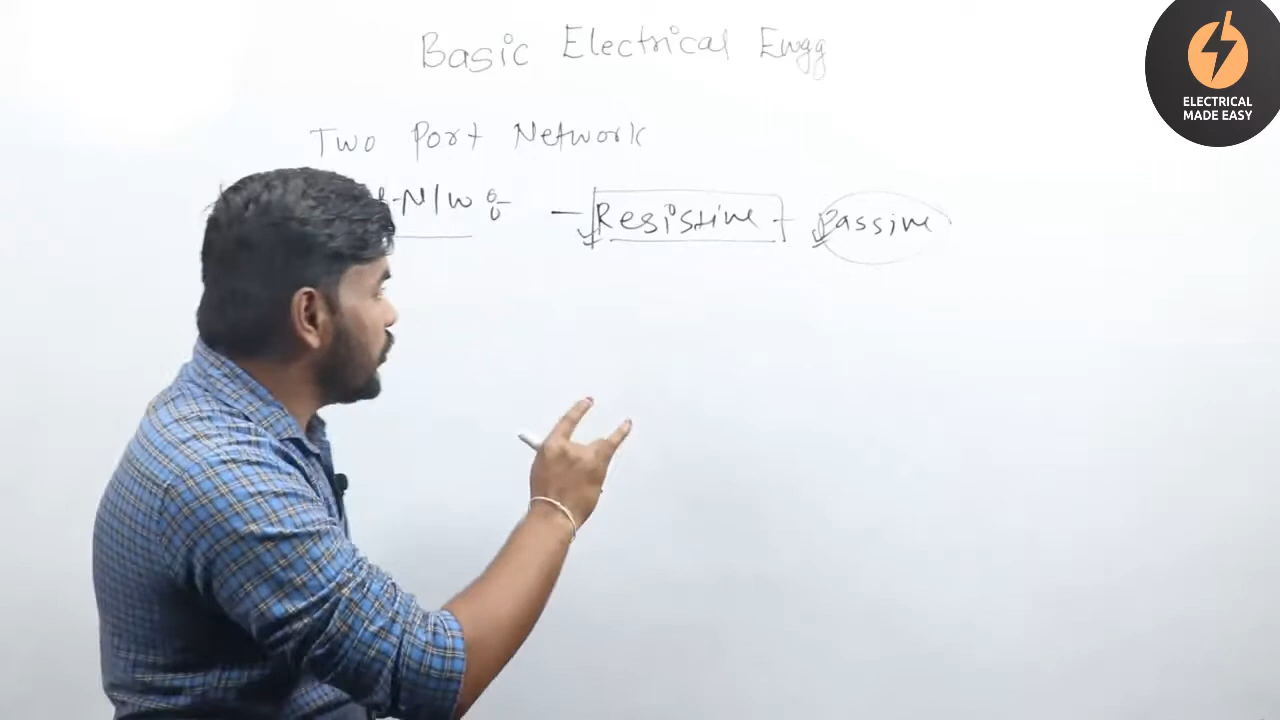 Basic Electrical Engg
ELECTRICAL
MADE EASY
Two Port Network
N/W :- - Resistive - Passive